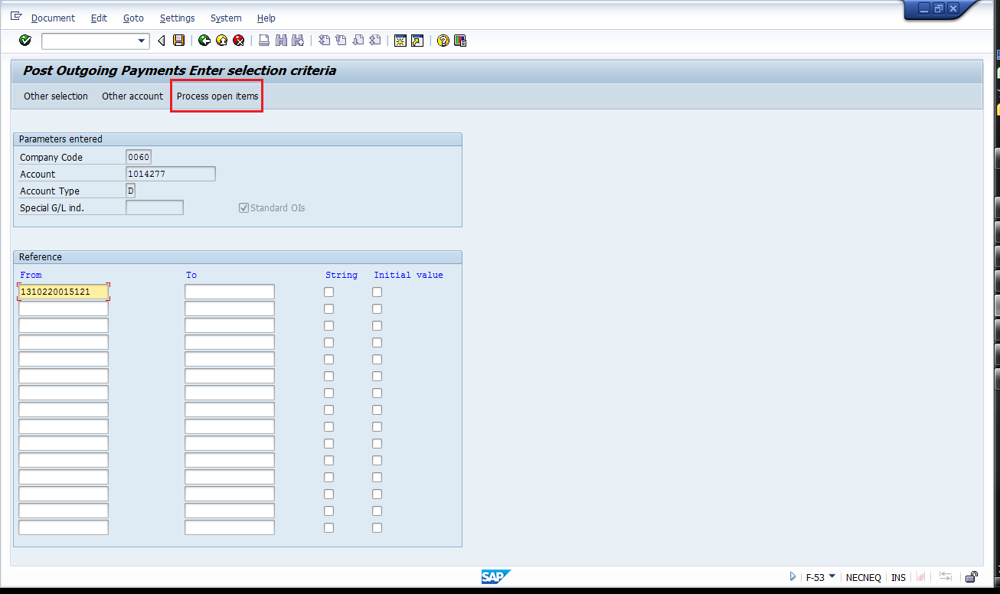 Document Edit Goto Settings System Help
Post Outgoing Payments Enter selection criteria
Other selection Other account Process open items
Parameters entered
Company Code 0060
Account 1014277
Account Type D
Special G/L ind. Standard OIs
Reference
From To String Initial value
1310220015121
SAP F-53 NECNEQ INS